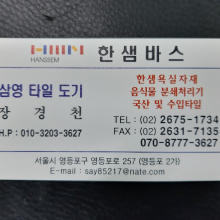 HANSSEM 한샘바스
삼영 타일 도기
한샘욕실자재
음식물 분쇄처리기
국산 및 수입타일
장 경 천
TEL : (02) 2675-1734
FAX : (02) 2631-7135
H.P : 010-3203-3627
070-8777-3627
서울시 영등포구 영등포로 257 (영등포 2가)
E-mail : say85217@nate.com